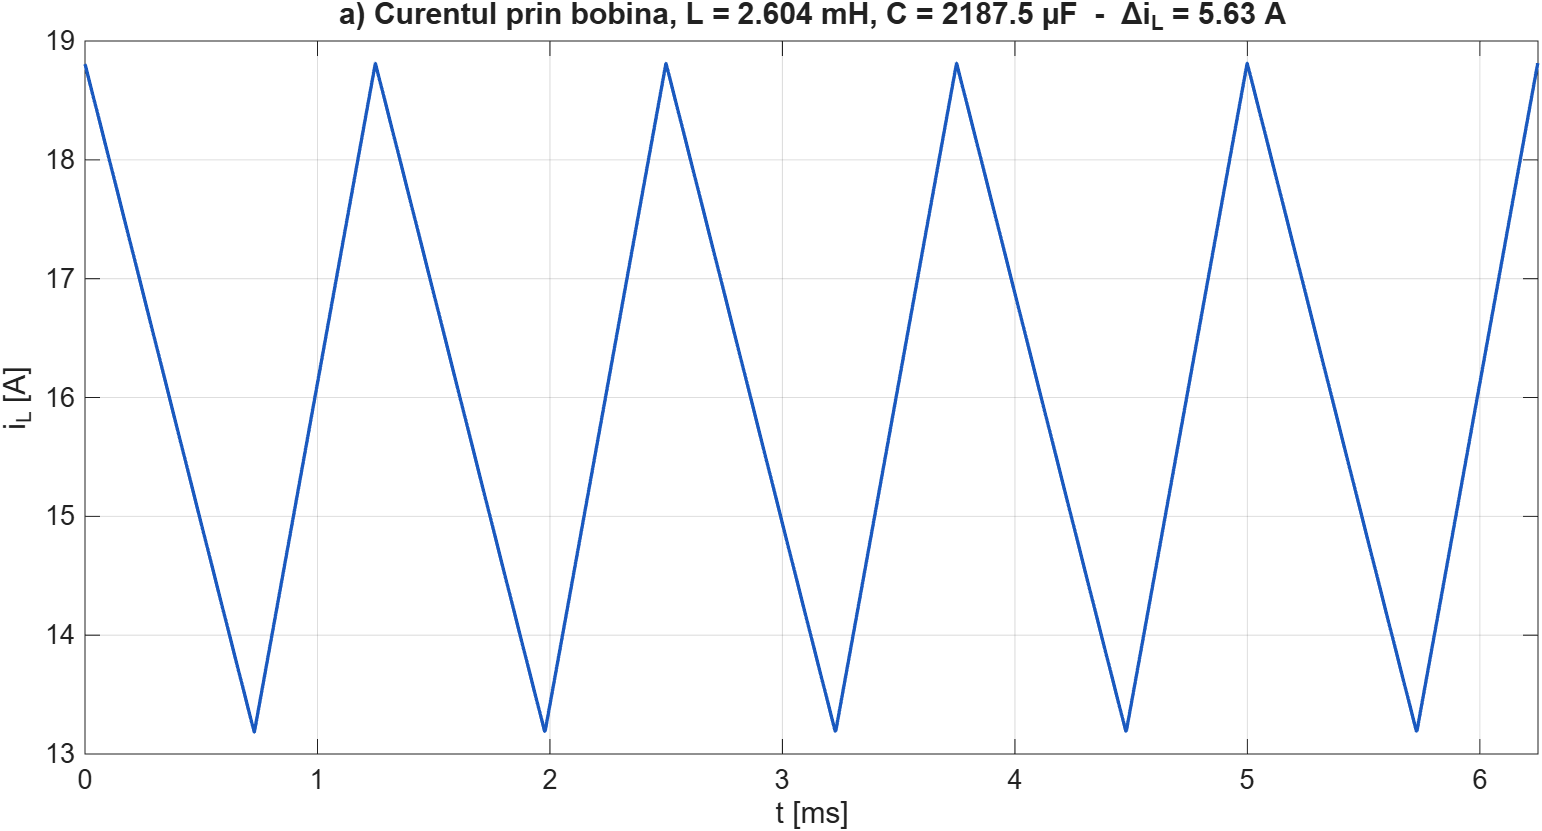 a) Curentul prin bobina, L = 2.604 mH, C = 2187.5 µF - Δi_L = 5.63 A
19
18
17
16
15
14
13
i_L [A]
0 1 2 3 4 5 6
t [ms]